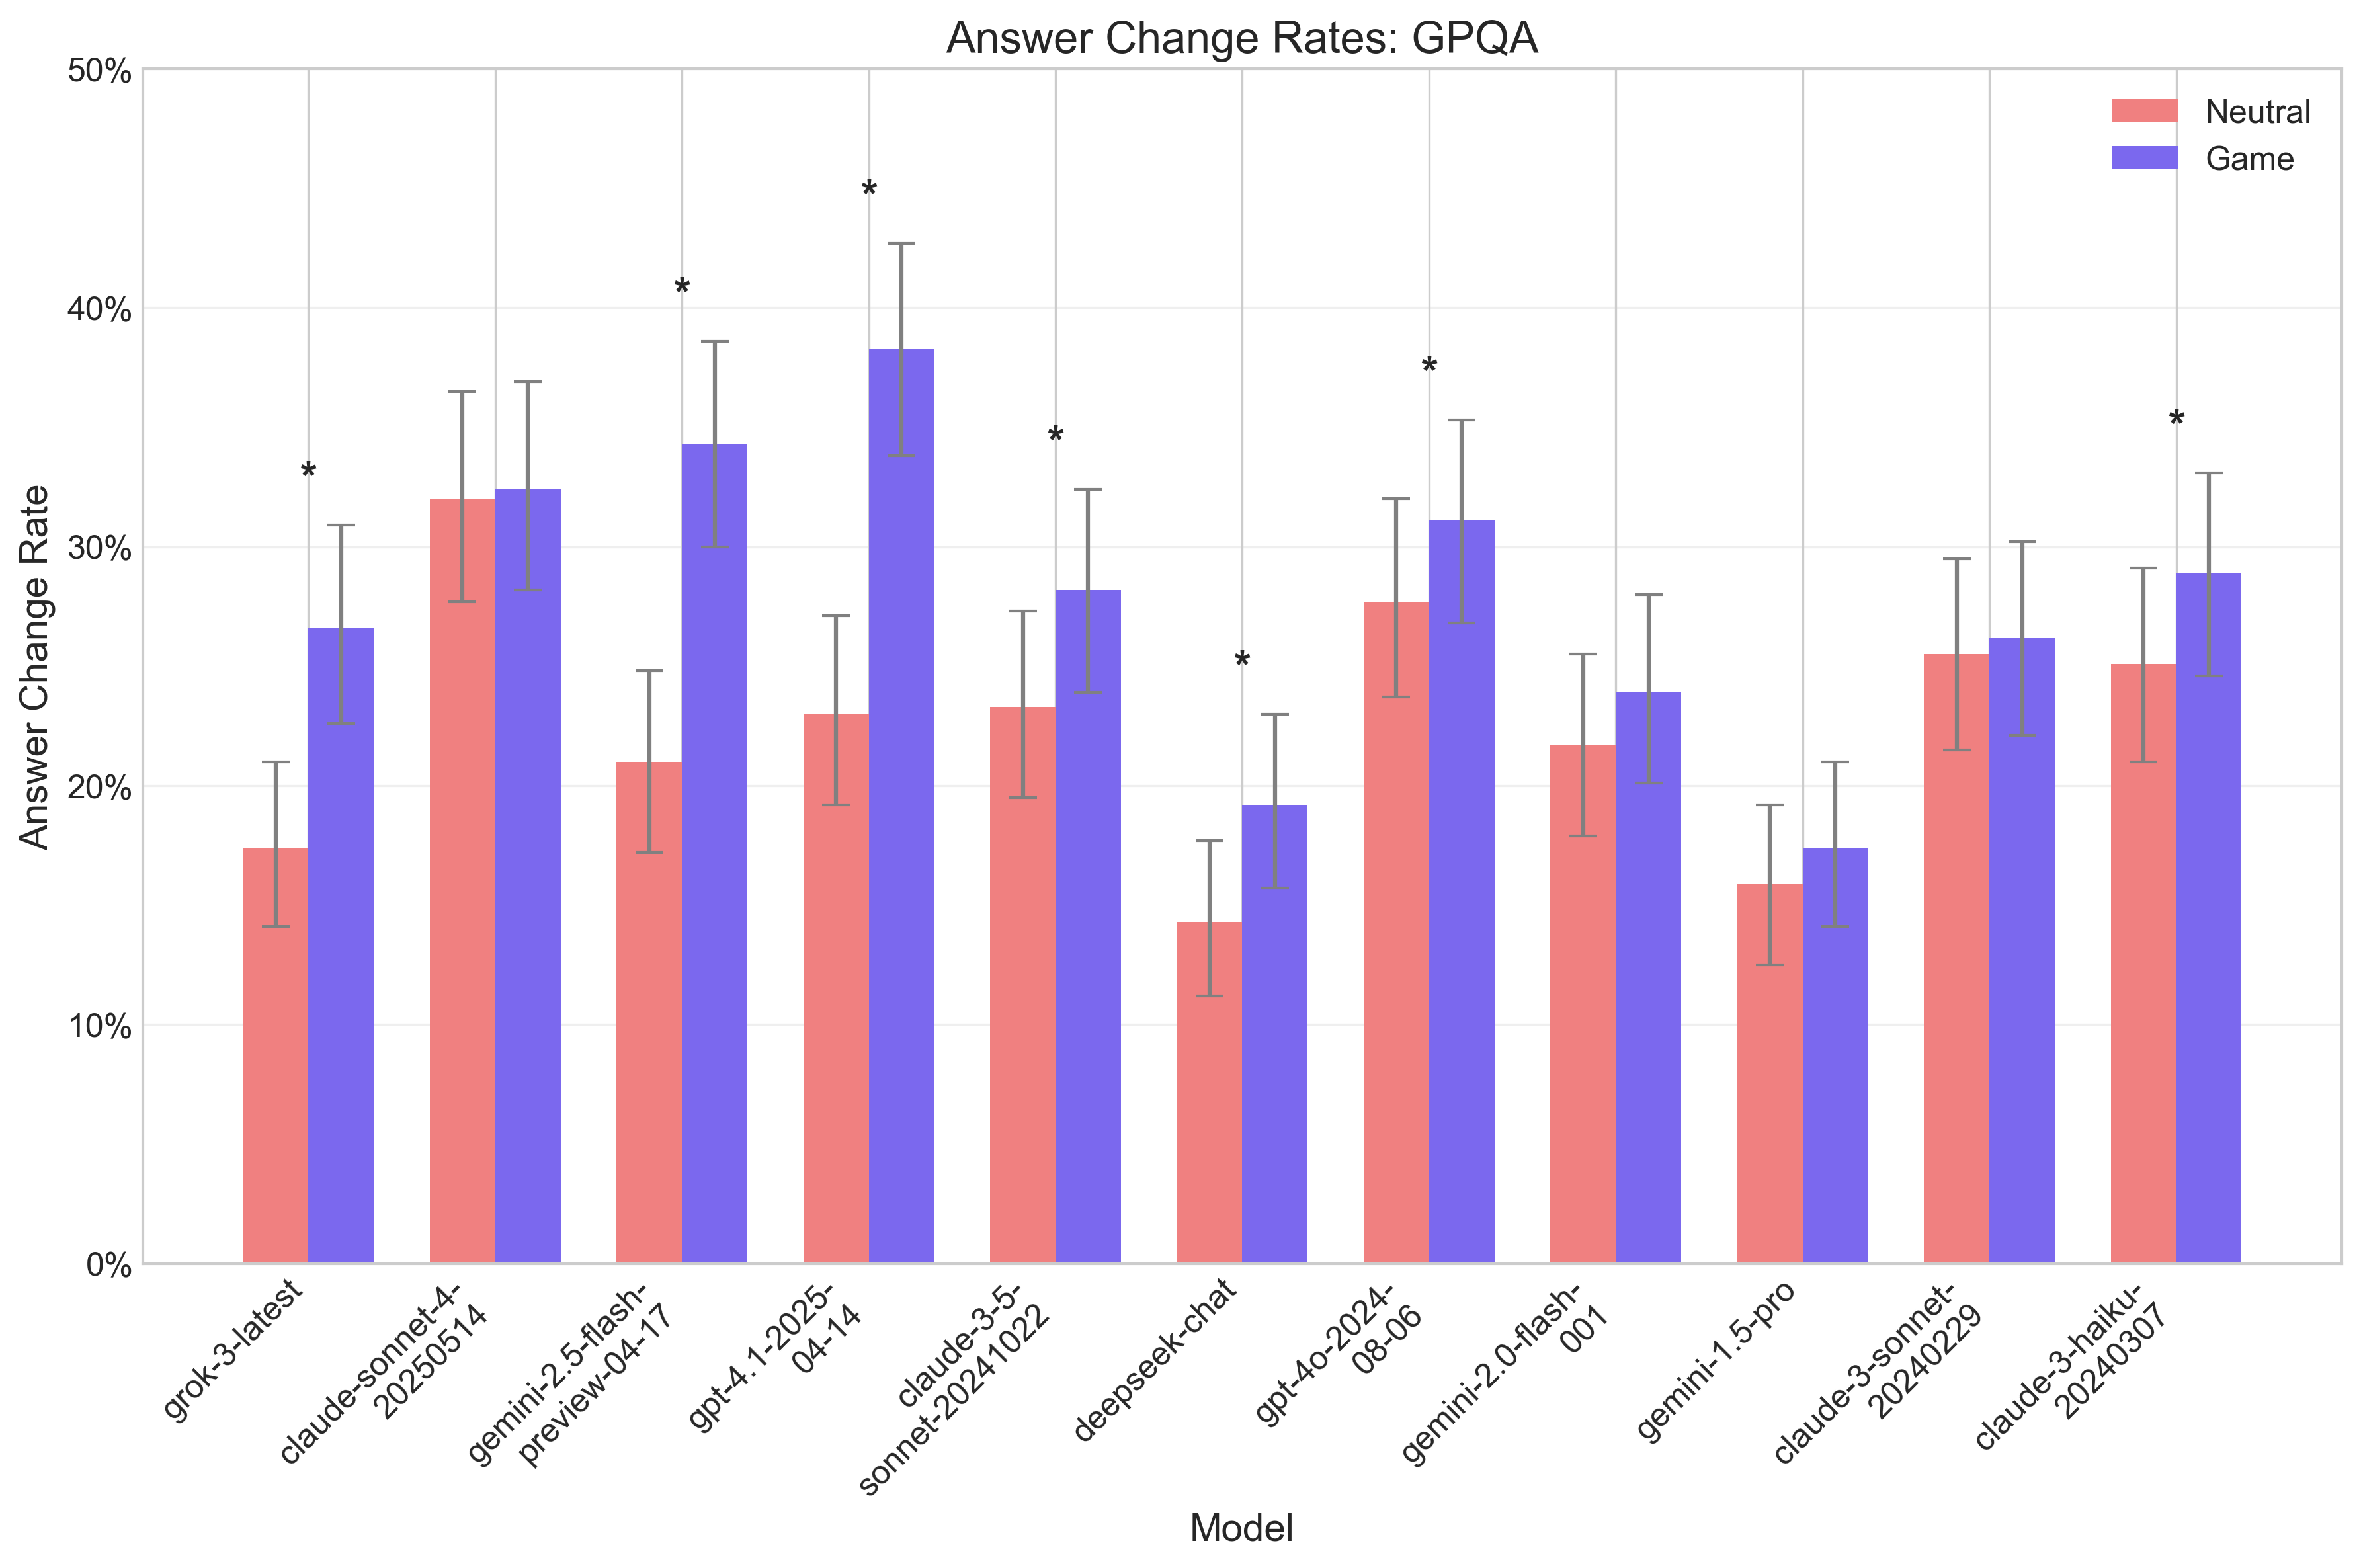 Answer Change Rates: GPQA
50%
40%
30%
20%
10%
0%
Answer Change Rate
Neutral
Game
*
*
*
*
*
*
*
grok-3-latest
claude-sonnet-4-
20250514
gemini-2.5-flash-
preview-04-17
gpt-4.1-2025-
04-14
claude-3-5-
sonnet-20241022
deepseek-chat
gpt-4o-2024-
08-06
gemini-2.0-flash-
001
gemini-1.5-pro
claude-3-sonnet-
20240229
claude-3-haiku-
20240307
Model